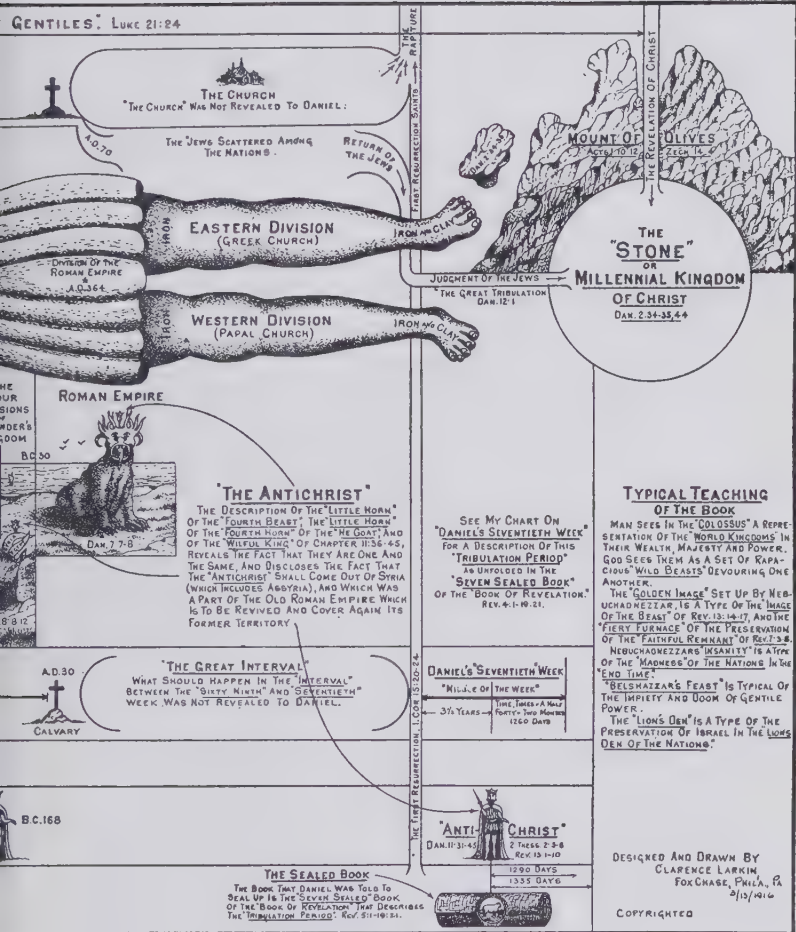 GENTILES". LUKE 21:24
THE RAPTURE
THE REVELATION OF CHRIST
THE CHURCH
"THE CHURCH" WAS NOT REVEALED TO DANIEL.
A.D.70
THE JEWS SCATTERED AMONG
THE NATIONS.
RETURN OF
THE JEWS
FIRST RESURRECTION SAINTS
MOUNT OF OLIVES
ACTS 1:10-12 ZECH 14:4
IRON
EASTERN DIVISION
(GREEK CHURCH)
IRON AND CLAY
DIVISION OF THE
ROMAN EMPIRE
A.D.364
JUDGMENT OF THE JEWS
"THE GREAT TRIBULATION
DAN.12:1
IRON
WESTERN DIVISION
(PAPAL CHURCH)
IRON AND CLAY
THE
"STONE"
OR
MILLENNIAL KINGDOM
OF CHRIST
DAN. 2:34-35,44
ROMAN EMPIRE
B.C.30
DAN.7 7-8
8:8 12
"THE ANTICHRIST"
THE DESCRIPTION OF THE "LITTLE HORN"
OF THE "FOURTH BEAST", THE "LITTLE HORN"
OF THE "FOURTH HORN" OF THE "HE GOAT", AND
OF THE "WILFUL KING" OF CHAPTER 11:36-45,
REVEALS THE FACT THAT THEY ARE ONE AND
THE SAME, AND DISCLOSES THE FACT THAT
THE "ANTICHRIST" SHALL COME OUT OF SYRIA
(WHICH INCLUDES ASSYRIA), AND WHICH WAS
A PART OF THE OLD ROMAN EMPIRE WHICH
IS TO BE REVIVED AND COVER AGAIN ITS
FORMER TERRITORY
SEE MY CHART ON
"DANIEL'S SEVENTIETH WEEK"
FOR A DESCRIPTION OF THIS
"TRIBULATION PERIOD"
AS UNFOLDED IN THE
"SEVEN SEALED BOOK"
OF THE "BOOK OF REVELATION."
REV. 4:1-19:21.
TYPICAL TEACHING
OF THE BOOK
MAN SEES IN THE "COLOSSUS" A REPRE-
SENTATION OF THE "WORLD KINGDOMS" IN
THEIR WEALTH, MAJESTY AND POWER.
GOD SEES THEM AS A SET OF RAPA-
CIOUS "WILD BEASTS" DEVOURING ONE
ANOTHER.
THE "GOLDEN IMAGE" SET UP BY NEB-
UCHADNEZZAR, IS A TYPE OF THE "IMAGE
OF THE BEAST" OF REV. 13:14-17, AND THE
"FIERY FURNACE" OF THE PRESERVATION
OF THE "FAITHFUL REMNANT" OF REV.7:3-8.
NEBUCHADNEZZARS "INSANITY" IS A TYPE
OF THE "MADNESS" OF THE NATIONS IN THE
"END TIME."
"BELSHAZZAR'S FEAST" IS TYPICAL OF
THE IMPIETY AND DOOM OF GENTILE
POWER.
THE "LION'S DEN" IS A TYPE OF THE
PRESERVATION OF ISRAEL IN THE "LIONS
DEN OF THE NATIONS."
A.D.30
CALVARY
"THE GREAT INTERVAL"
WHAT SHOULD HAPPEN IN THE "INTERVAL"
BETWEEN THE "SIXTY NINTH" AND "SEVENTIETH"
WEEK WAS NOT REVEALED TO DANIEL.
THE FIRST RESURRECTION. 1. COR 15:20-24
DANIEL'S "SEVENTIETH" WEEK
"MIDDLE OF THE WEEK"
3½ YEARS
TIME, TIMES & A HALF
FORTY-TWO MONTHS
1260 DAYS
B.C.168
"ANTI CHRIST"
DAN.11:31-45 2 THESS 2:3-8
REV. 13 1-10
1290 DAYS
1335 DAYS
THE SEALED BOOK
THE BOOK THAT DANIEL WAS TOLD TO
SEAL UP IS THE "SEVEN SEALED" BOOK
OF THE "BOOK OF REVELATION" THAT DESCRIBES
THE "TRIBULATION PERIOD". REV. 5:1-19:21.
DESIGNED AND DRAWN BY
CLARENCE LARKIN
FOX CHASE, PHILA., PA
3/15/1916
COPYRIGHTED